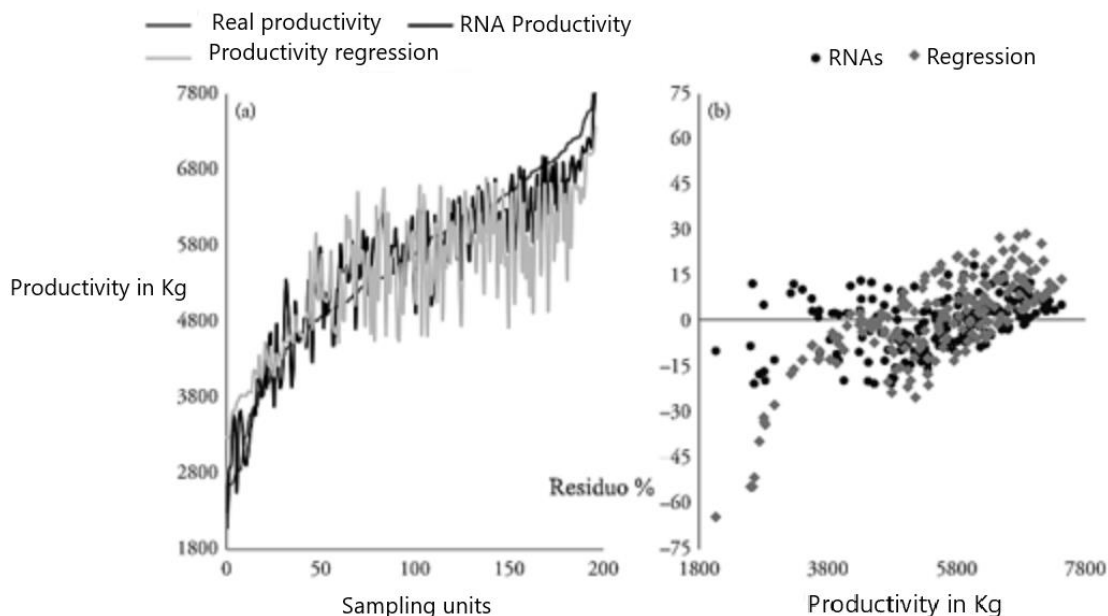 Real productivity
RNA Productivity
Productivity regression
RNAs
Regression
(a)
7800
6800
5800
4800
3800
2800
1800
Productivity in Kg
0
50
100
150
200
Sampling units
(b)
75
60
45
30
15
0
–15
–30
–45
–60
–75
Residuo %
1800
3800
5800
7800
Productivity in Kg